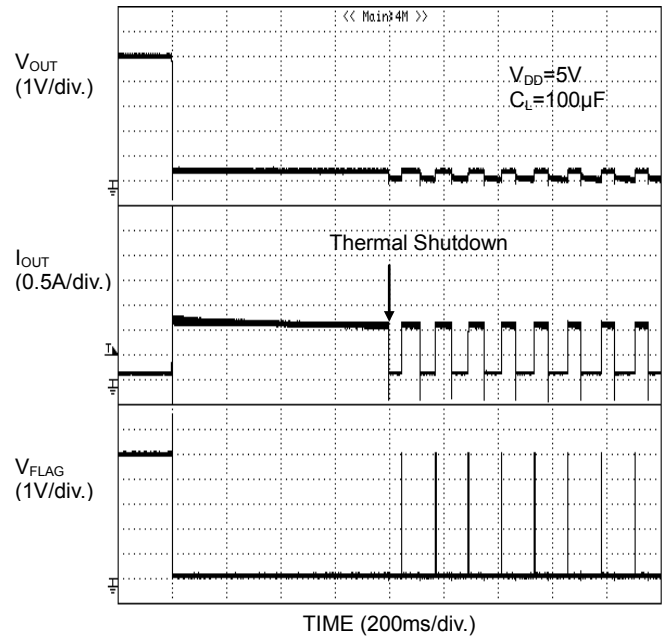 << Main:4M >>
VOUT
(1V/div.)
VDD=5V
CL=100µF
Thermal Shutdown
IOUT
(0.5A/div.)
T
VFLAG
(1V/div.)
TIME (200ms/div.)